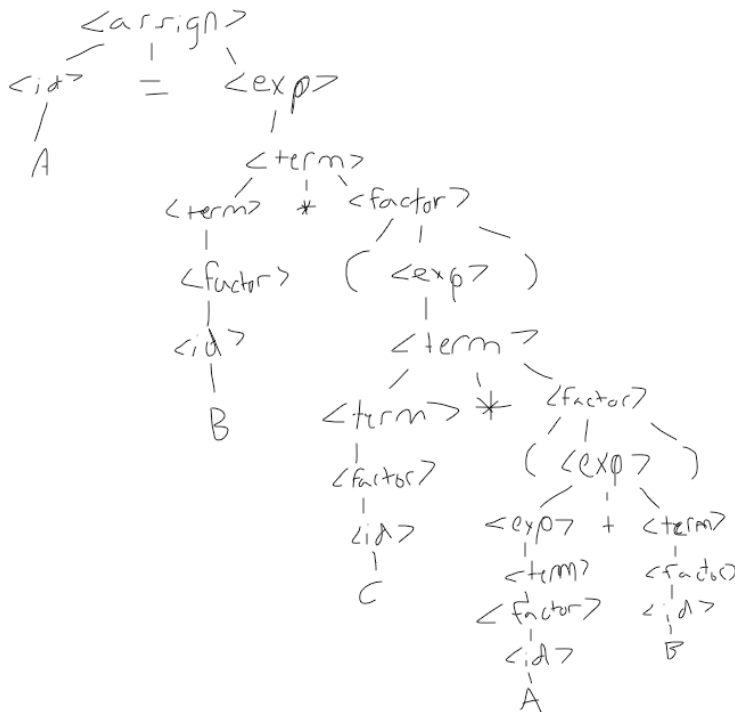 <assign>
<id> = <exp>
A
<term>
<term> * <factor>
<factor> ( <exp> )
<id> <term>
B <term> * <factor>
<factor> ( <exp> )
<id> <exp> + <term>
C <term> <factor>
<factor> <id>
<id> B
A